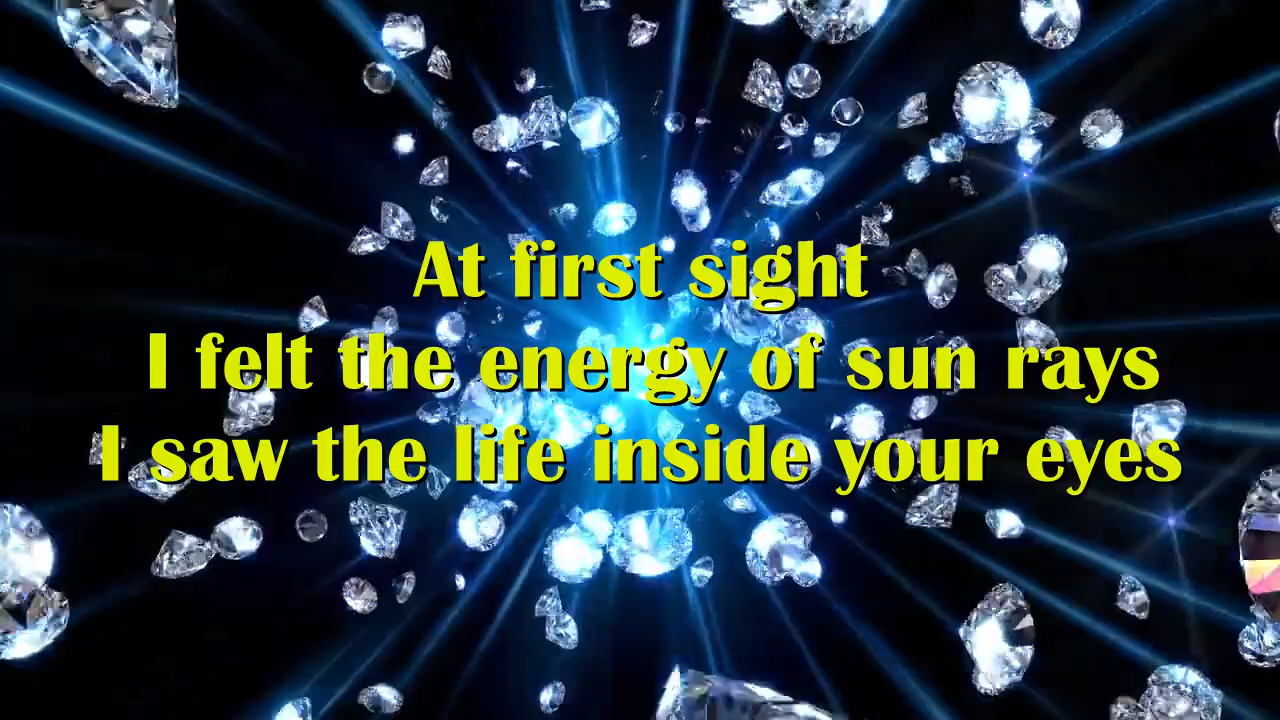 At first sight
I felt the energy of sun rays
I saw the life inside your eyes